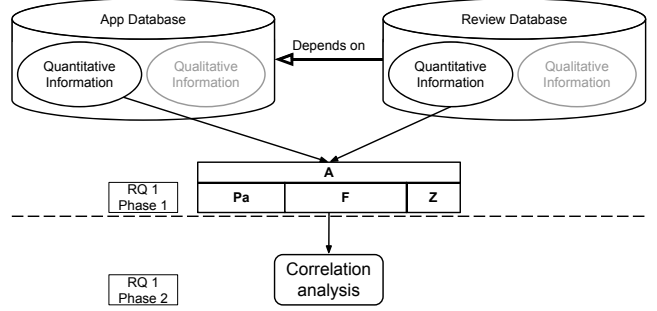 App Database
Review Database
Depends on
Quantitative
Information
Qualitative
Information
Quantitative
Information
Qualitative
Information
A
Pa
F
Z
RQ 1
Phase 1
Correlation
analysis
RQ 1
Phase 2